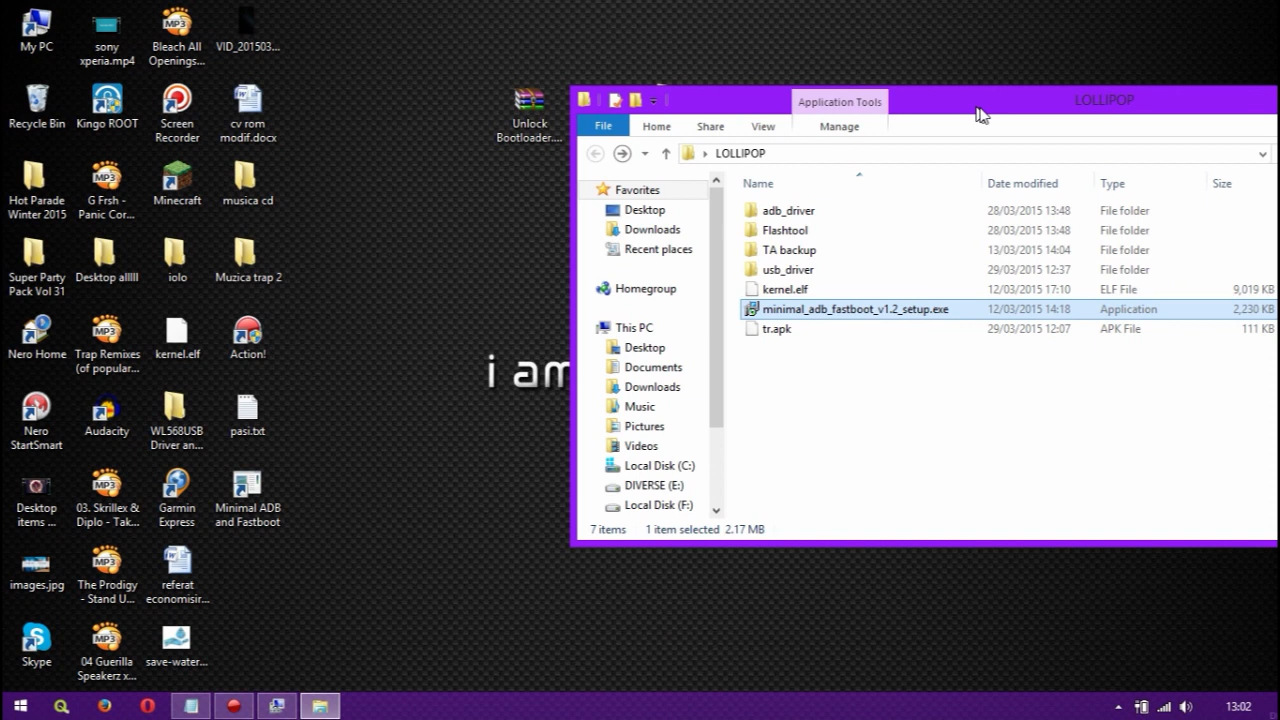 My PC
sony
xperia.mp4
Bleach All
Openings...
VID_201503...
Recycle Bin
Kingo ROOT
Screen
Recorder
cv rom
modif.docx
Hot Parade
Winter 2015
G Frsh -
Panic Cor...
Minecraft
musica cd
Super Party
Pack Vol 31
Desktop alllll
iolo
Muzica trap 2
Nero Home
Trap Remixes
(of popular...
kernel.elf
Action!
Nero
StartSmart
Audacity
WL568USB
Driver an...
pasi.txt
Desktop
items ...
03. Skrillex &
Diplo - Tak...
Garmin
Express
Minimal ADB
and Fastboot
images.jpg
The Prodigy
- Stand U...
referat
economisir...
Skype
04 Guerilla
Speakerz x...
save-water...
Unlock
Bootloader....
i am
Application Tools
LOLLIPOP
File
Home
Share
View
Manage
LOLLIPOP
Name
Date modified
Type
Size
Favorites
Desktop
Downloads
Recent places
Homegroup
This PC
Desktop
Documents
Downloads
Music
Pictures
Videos
Local Disk (C:)
DIVERSE (E:)
Local Disk (F:)
adb_driver 28/03/2015 13:48 File folder
Flashtool 28/03/2015 13:48 File folder
TA backup 13/03/2015 14:04 File folder
usb_driver 29/03/2015 12:37 File folder
kernel.elf 12/03/2015 17:10 ELF File 9,019 KB
minimal_adb_fastboot_v1.2_setup.exe 12/03/2015 14:18 Application 2,230 KB
tr.apk 29/03/2015 12:07 APK File 111 KB
7 items 1 item selected 2.17 MB
13:02